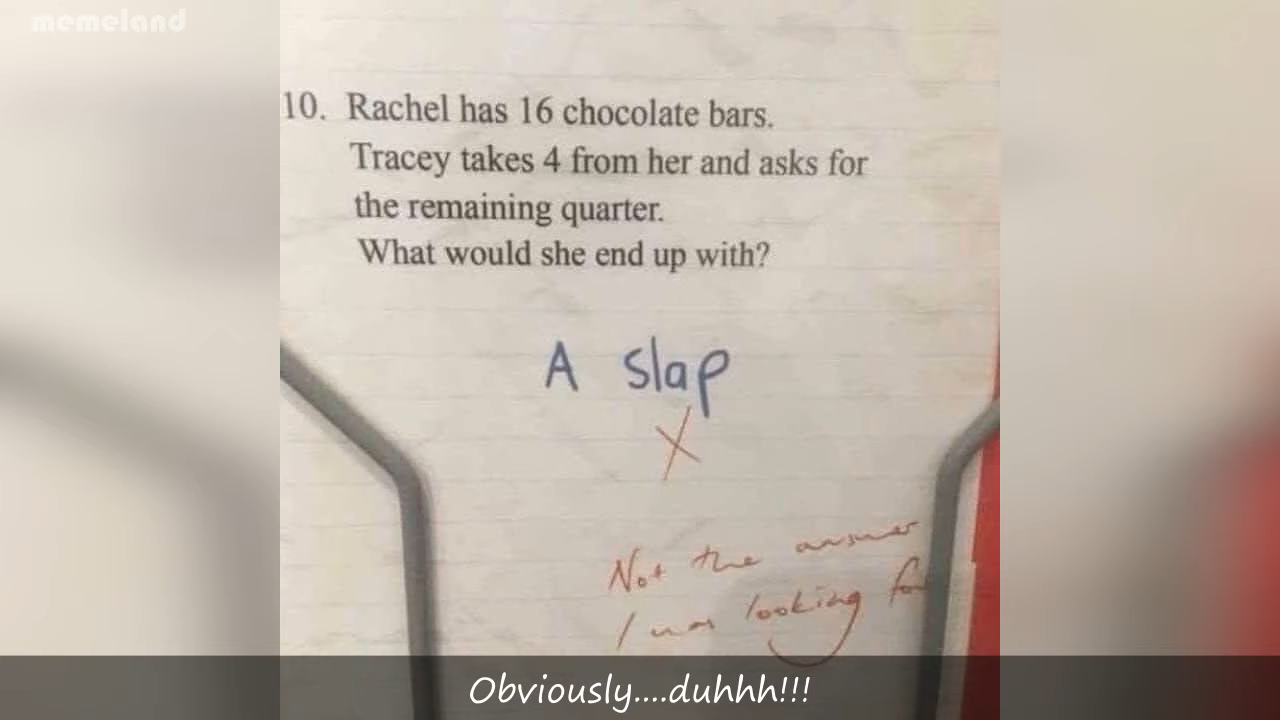 memeland
10. Rachel has 16 chocolate bars.
Tracey takes 4 from her and asks for
the remaining quarter.
What would she end up with?
A slap
X
Not the answer
I was looking for
Obviously....duhhh!!!